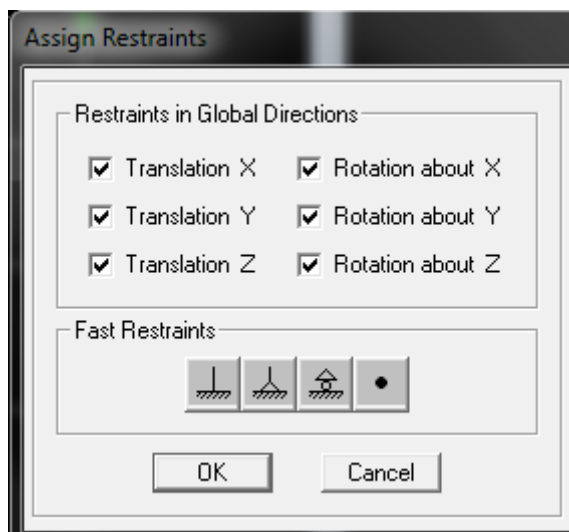 Assign Restraints
Restraints in Global Directions
Translation X Rotation about X
Translation Y Rotation about Y
Translation Z Rotation about Z
Fast Restraints
OK Cancel